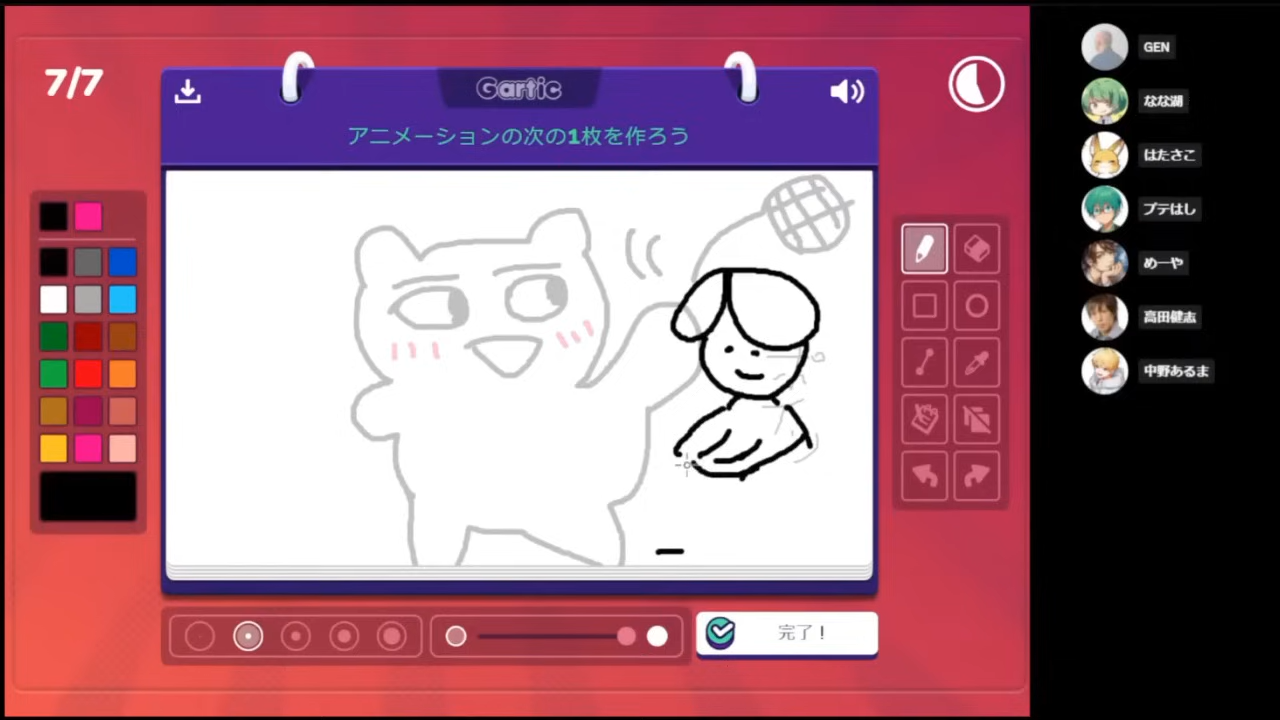 7/7
Gartic
アニメーションの次の1枚を作ろう
完了！
GEN
なな湖
はたさこ
プテはし
めーや
高田健志
中野あるま